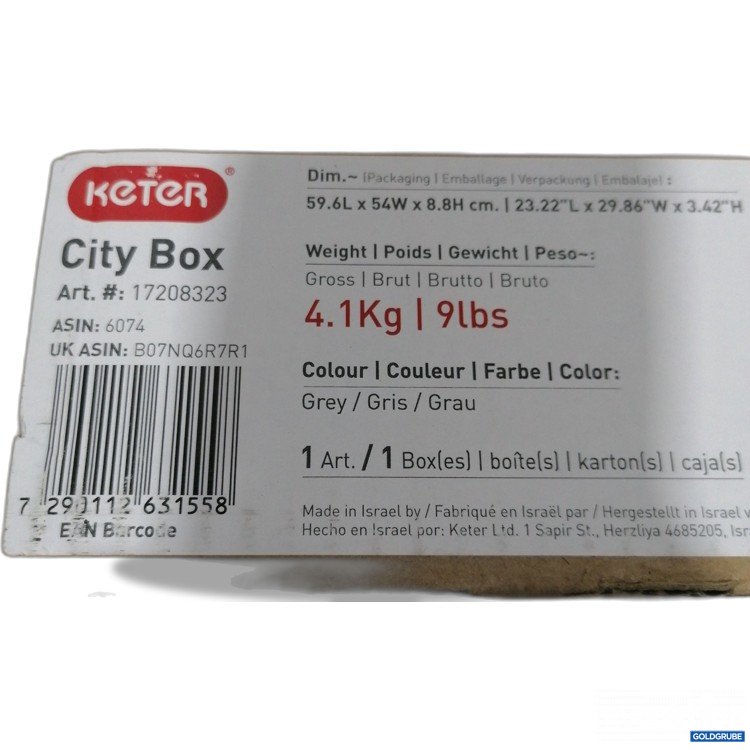 KETER®
City Box
Art. #: 17208323
ASIN: 6074
UK ASIN: B07NQ6R7R1
7 290112 631558
EAN Barcode
Dim.~ (Packaging | Emballage | Verpackung | Embalaje) :
59.6L x 54W x 8.8H cm. | 23.22"L x 29.86"W x 3.42"H
Weight | Poids | Gewicht | Peso~:
Gross | Brut | Brutto | Bruto
4.1Kg | 9lbs
Colour | Couleur | Farbe | Color:
Grey / Gris / Grau
1 Art. / 1 Box(es) | boîte(s) | karton(s) | caja(s)
Made in Israel by / Fabriqué en Israël par / Hergestellt in Israel
Hecho en Israel por: Keter Ltd. 1 Sapir St., Herzliya 4685205,
GOLDGRUBE